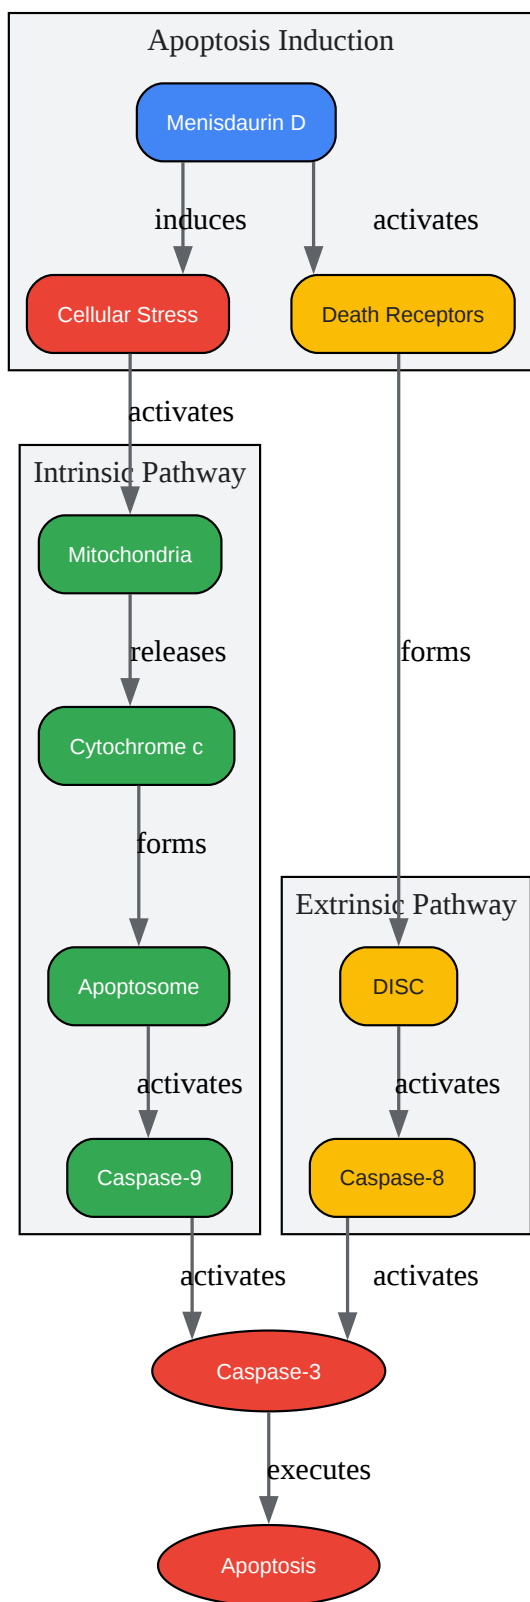 Apoptosis Induction
Menisdaurin D
induces
activates
Cellular Stress
Death Receptors
activates
Intrinsic Pathway
Mitochondria
releases
forms
Cytochrome c
forms
Extrinsic Pathway
Apoptosome
DISC
activates
activates
Caspase-9
Caspase-8
activates
activates
Caspase-3
executes
Apoptosis